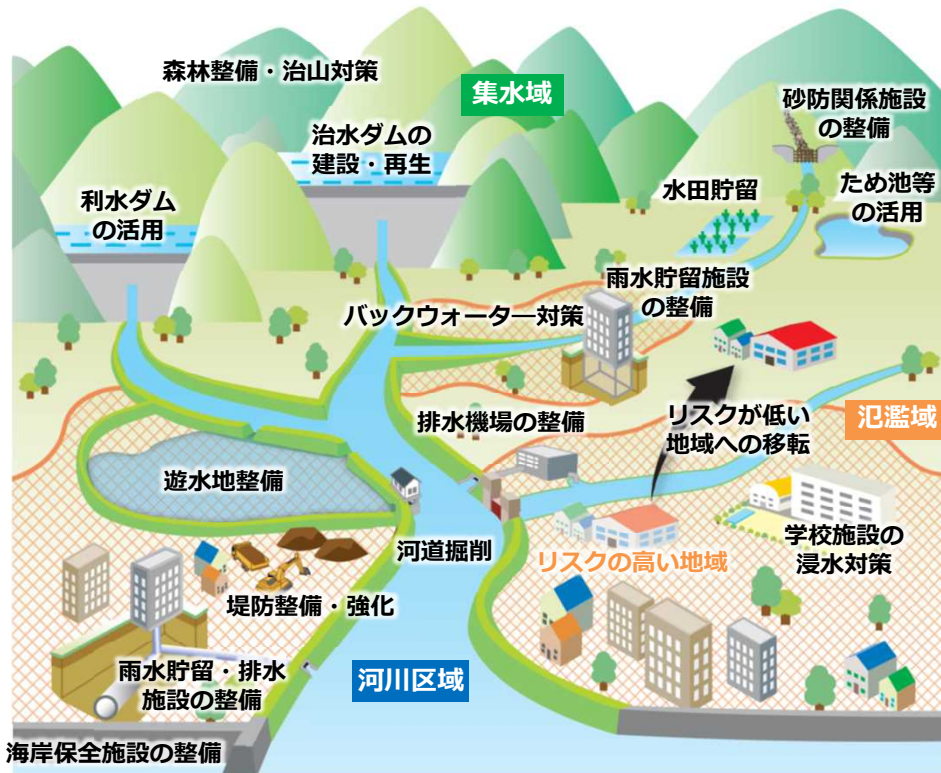 森林整備・治山対策
集水域
砂防関係施設
の整備
治水ダムの
建設・再生
利水ダム
の活用
水田貯留
ため池等
の活用
雨水貯留施設
の整備
バックウォーター対策
排水機場の整備
リスクが低い
地域への移転
氾濫域
遊水地整備
河道掘削
リスクの高い地域
学校施設の
浸水対策
堤防整備・強化
雨水貯留・排水
施設の整備
河川区域
海岸保全施設の整備